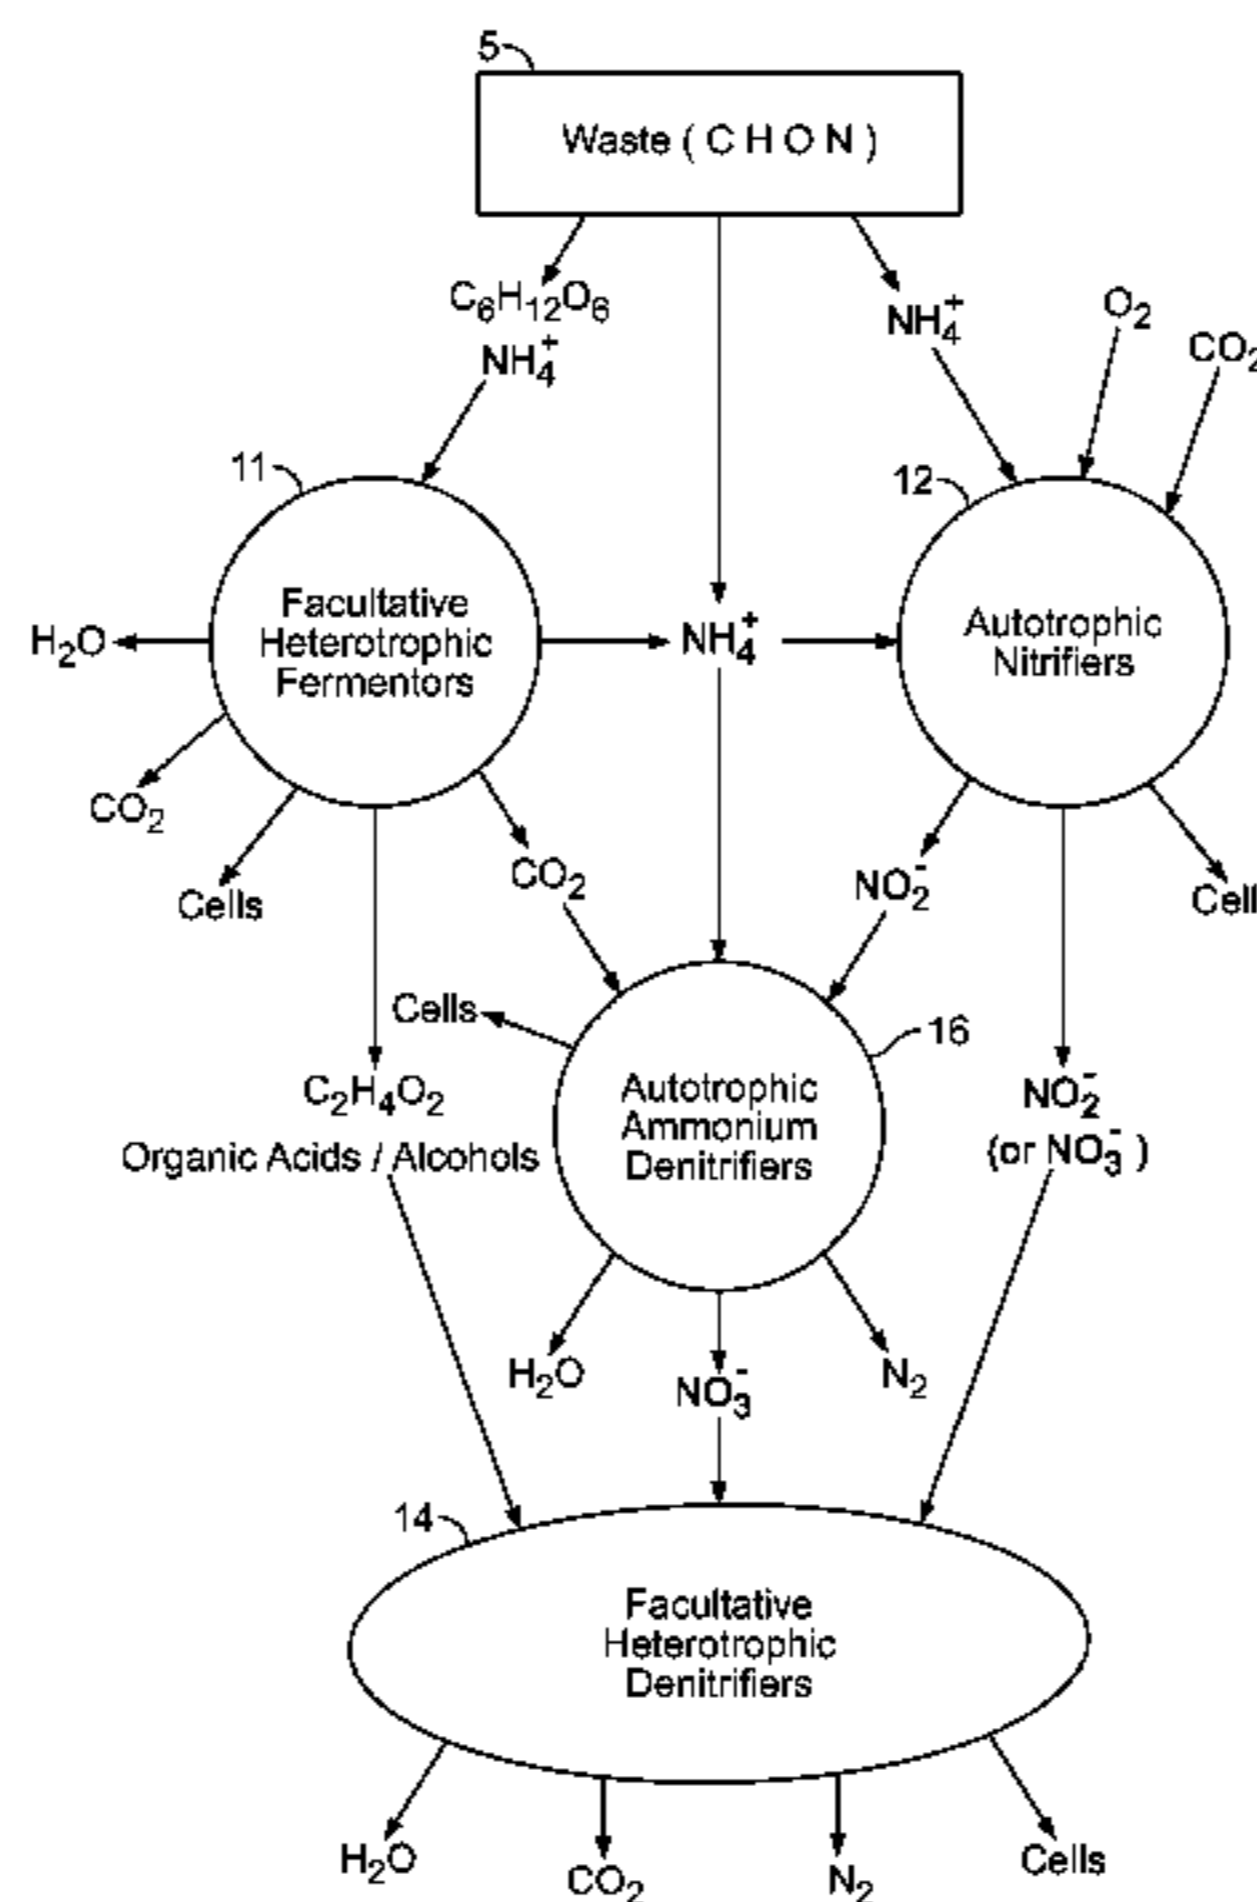 5
Waste ( C H O N )
C₆H₁₂O₆
NH₄⁺
NH₄⁺
O₂
CO₂
11
12
Facultative
Heterotrophic
Fermentors
H₂O
NH₄⁺
Autotrophic
Nitrifiers
CO₂
Cells
CO₂
NO₂⁻
Cell
Cells
16
C₂H₄O₂
Organic Acids / Alcohols
Autotrophic
Ammonium
Denitrifiers
NO₂⁻
(or NO₃⁻ )
H₂O
NO₃⁻
N₂
14
Facultative
Heterotrophic
Denitrifiers
H₂O
CO₂
N₂
Cells